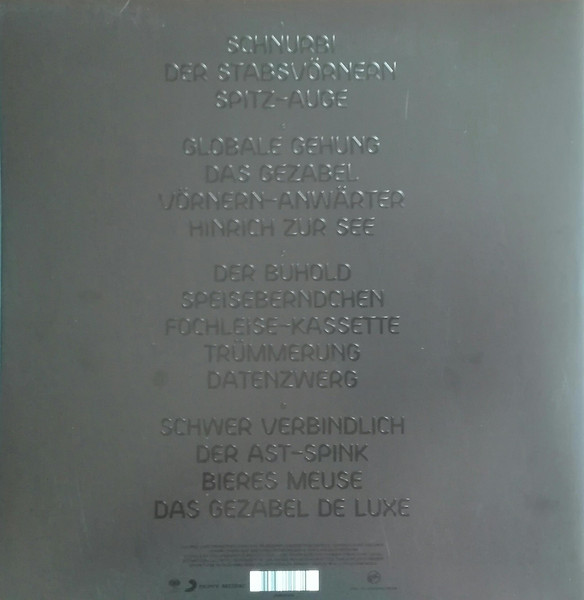 SCHNURBI
DER STABSVÖRNERN
SPITZ-AUGE
GLOBALE GEHUNG
DAS GEZABEL
VÖRNERN-ANWÄRTER
HINRICH ZUR SEE
DER BUHOLD
SPEISEBERNDCHEN
FOCHLEISE-KASSETTE
TRÜMMERUNG
DATENZWERG
SCHWER VERBINDLICH
DER AST-SPINK
BIERES MEUSE
DAS GEZABEL DE LUXE